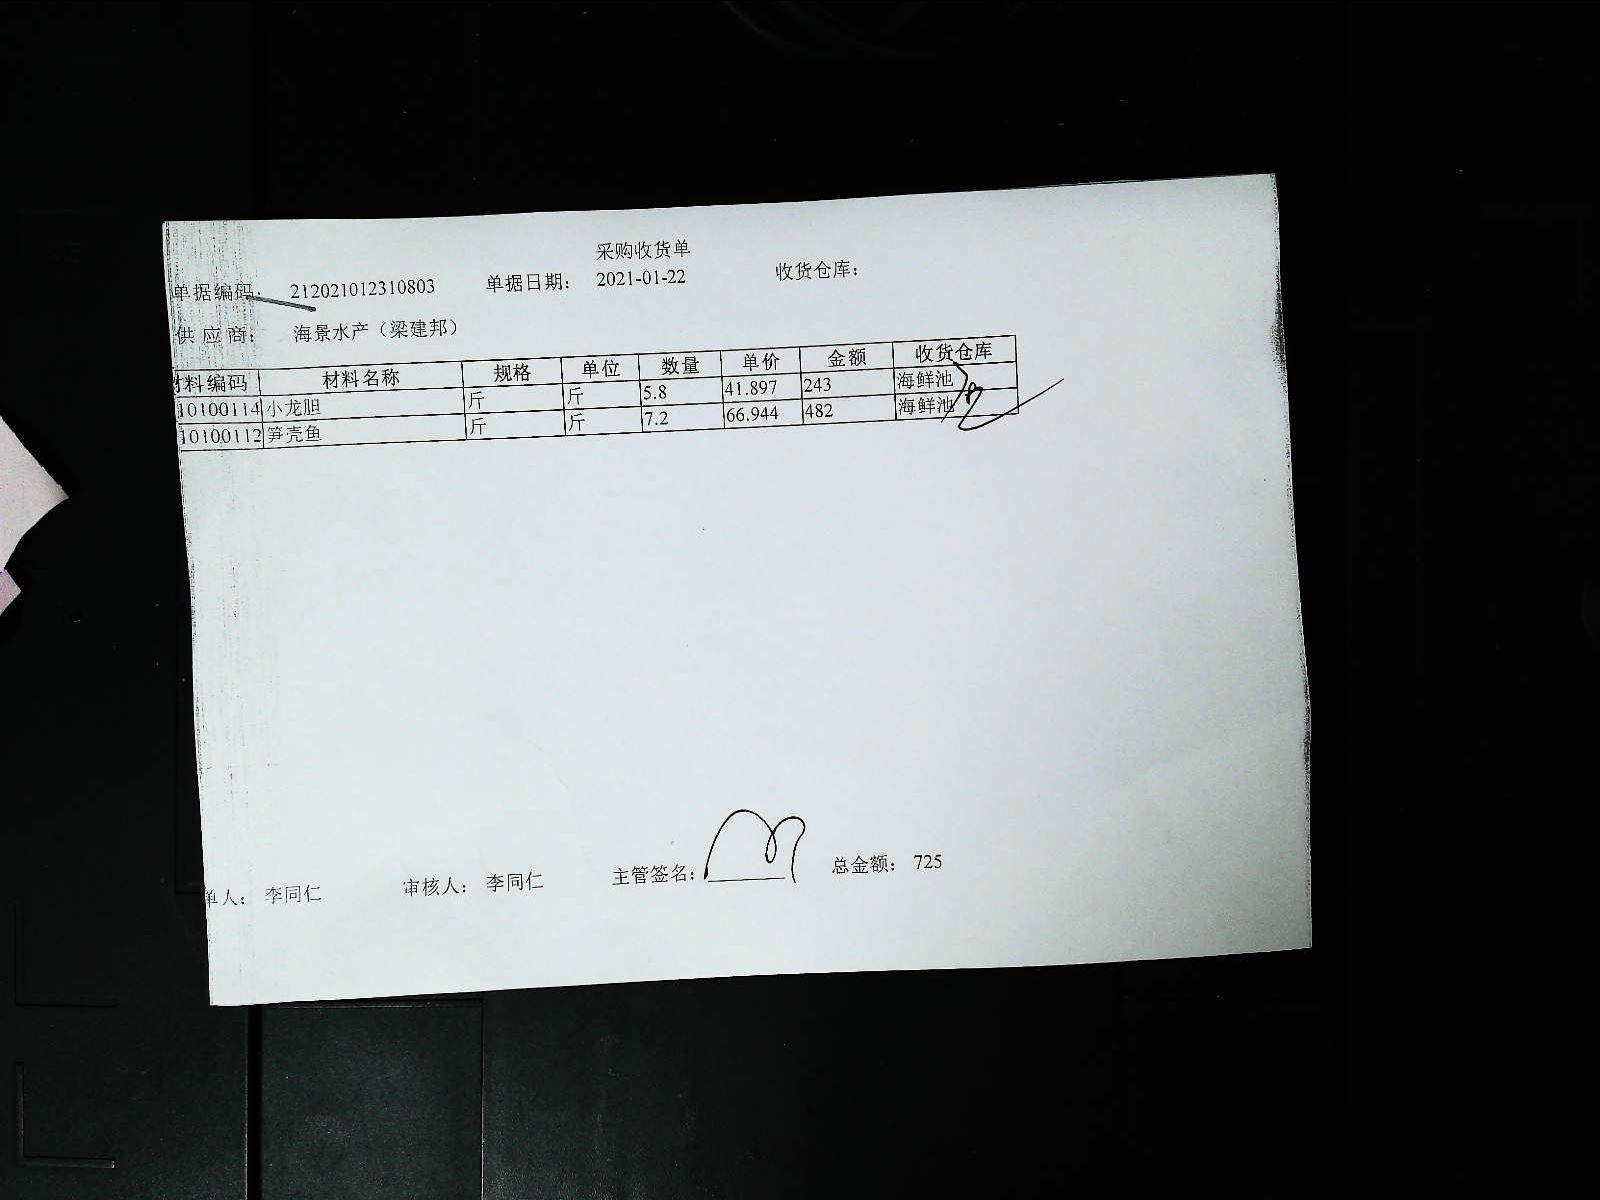 采购收货单
单据编码: 212021012310803 单据日期: 2021-01-22 收货仓库:
供应商: 海景水产（梁建邦）
材料编码 材料名称 规格 单位 数量 单价 金额 收货仓库
10100114 小龙胆 斤 斤 5.8 41.897 243 海鲜池
10100112 笋壳鱼 斤 斤 7.2 66.944 482 海鲜池
单人: 李同仁 审核人: 李同仁 主管签名: 总金额: 725